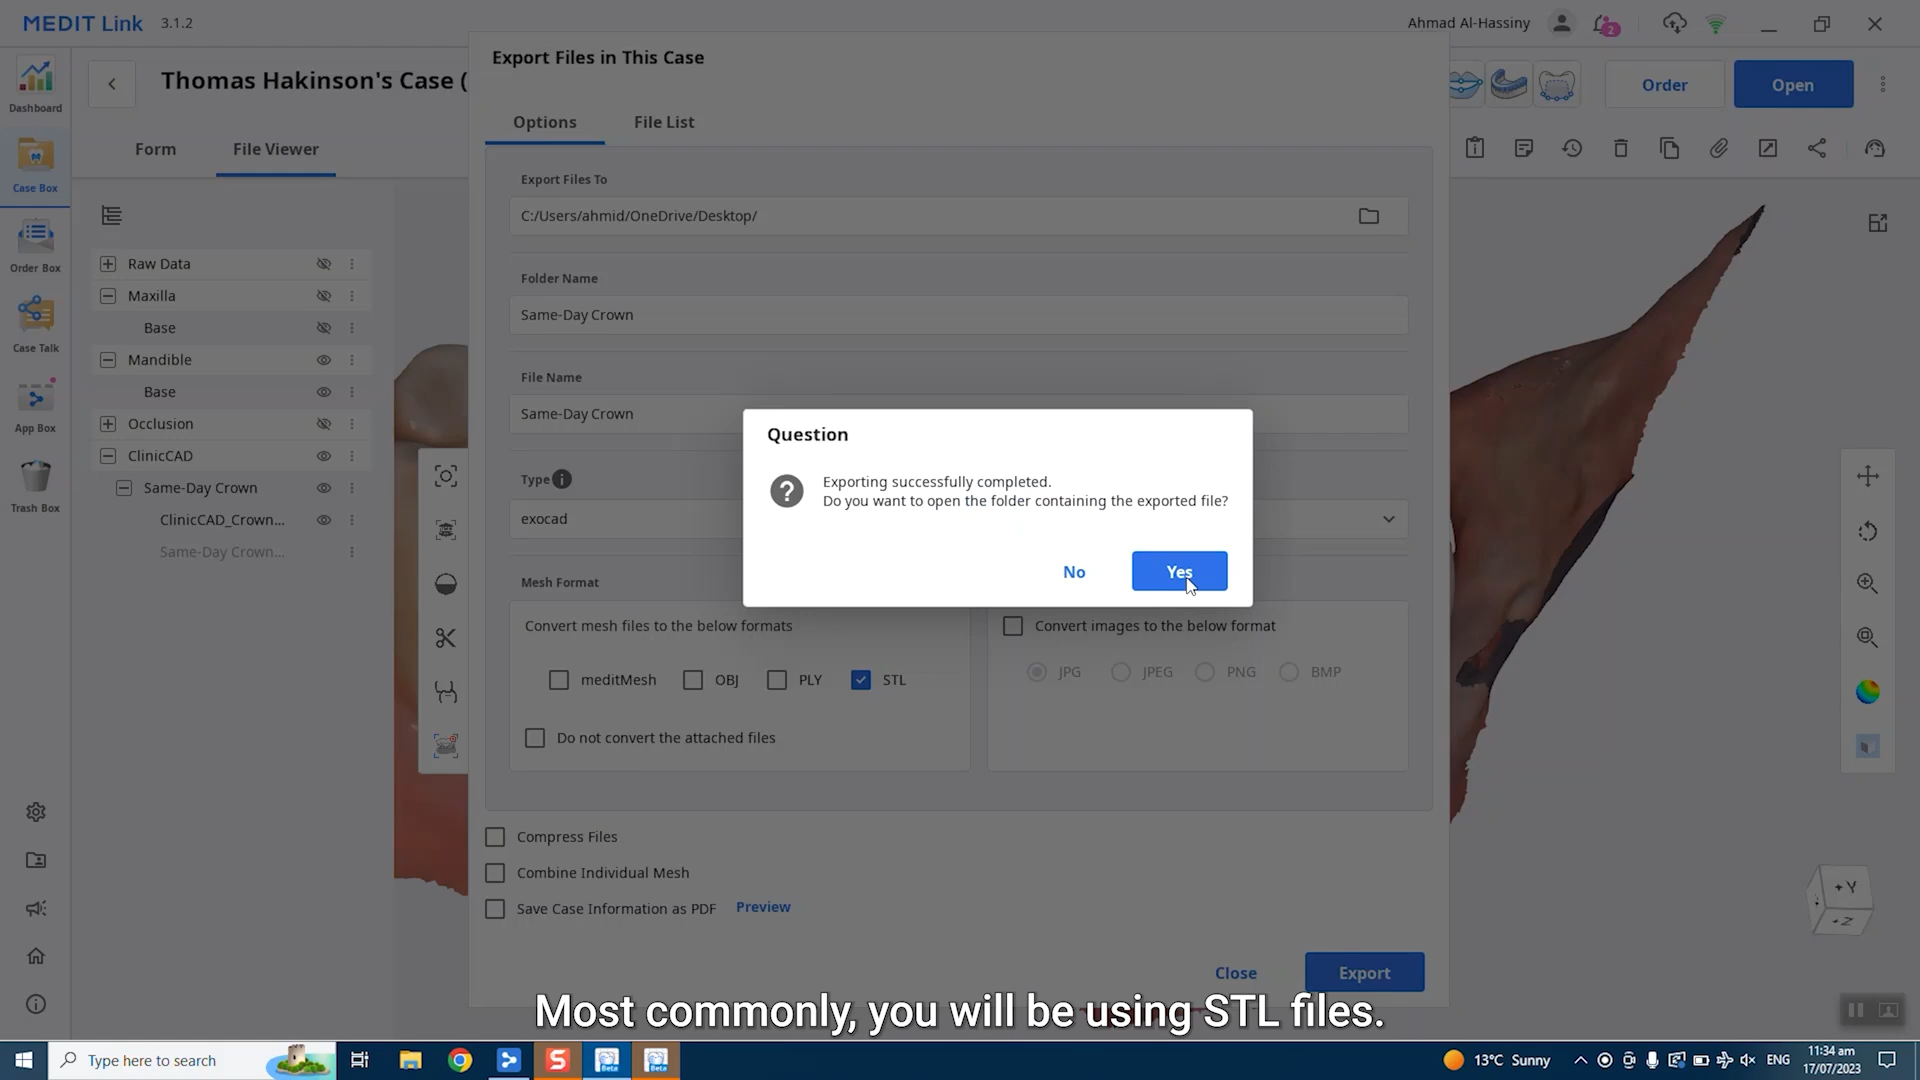 MEDIT Link 3.1.2
Ahmad Al-Hassiny
2
Dashboard
Case Box
Order Box
Case Talk
App Box
Trash Box
Thomas Hakinson's Case (
Order
Open
Form
File Viewer
Raw Data
Maxilla
Base
Mandible
Base
Occlusion
ClinicCAD
Same-Day Crown
ClinicCAD_Crown...
Same-Day Crown...
Export Files in This Case
Options
File List
Export Files To
C:/Users/ahmid/OneDrive/Desktop/
Folder Name
Same-Day Crown
File Name
Same-Day Crown
Type
exocad
Question
Exporting successfully completed.
Do you want to open the folder containing the exported file?
No
Yes
Mesh Format
Convert mesh files to the below formats
meditMesh OBJ PLY STL
Do not convert the attached files
Convert images to the below format
JPG JPEG PNG BMP
Compress Files
Combine Individual Mesh
Save Case Information as PDF Preview
Close
Export
+Y
-Z
Most commonly, you will be using STL files.
Type here to search
Beta
Beta
13°C Sunny
ENG
11:34 am
17/07/2023